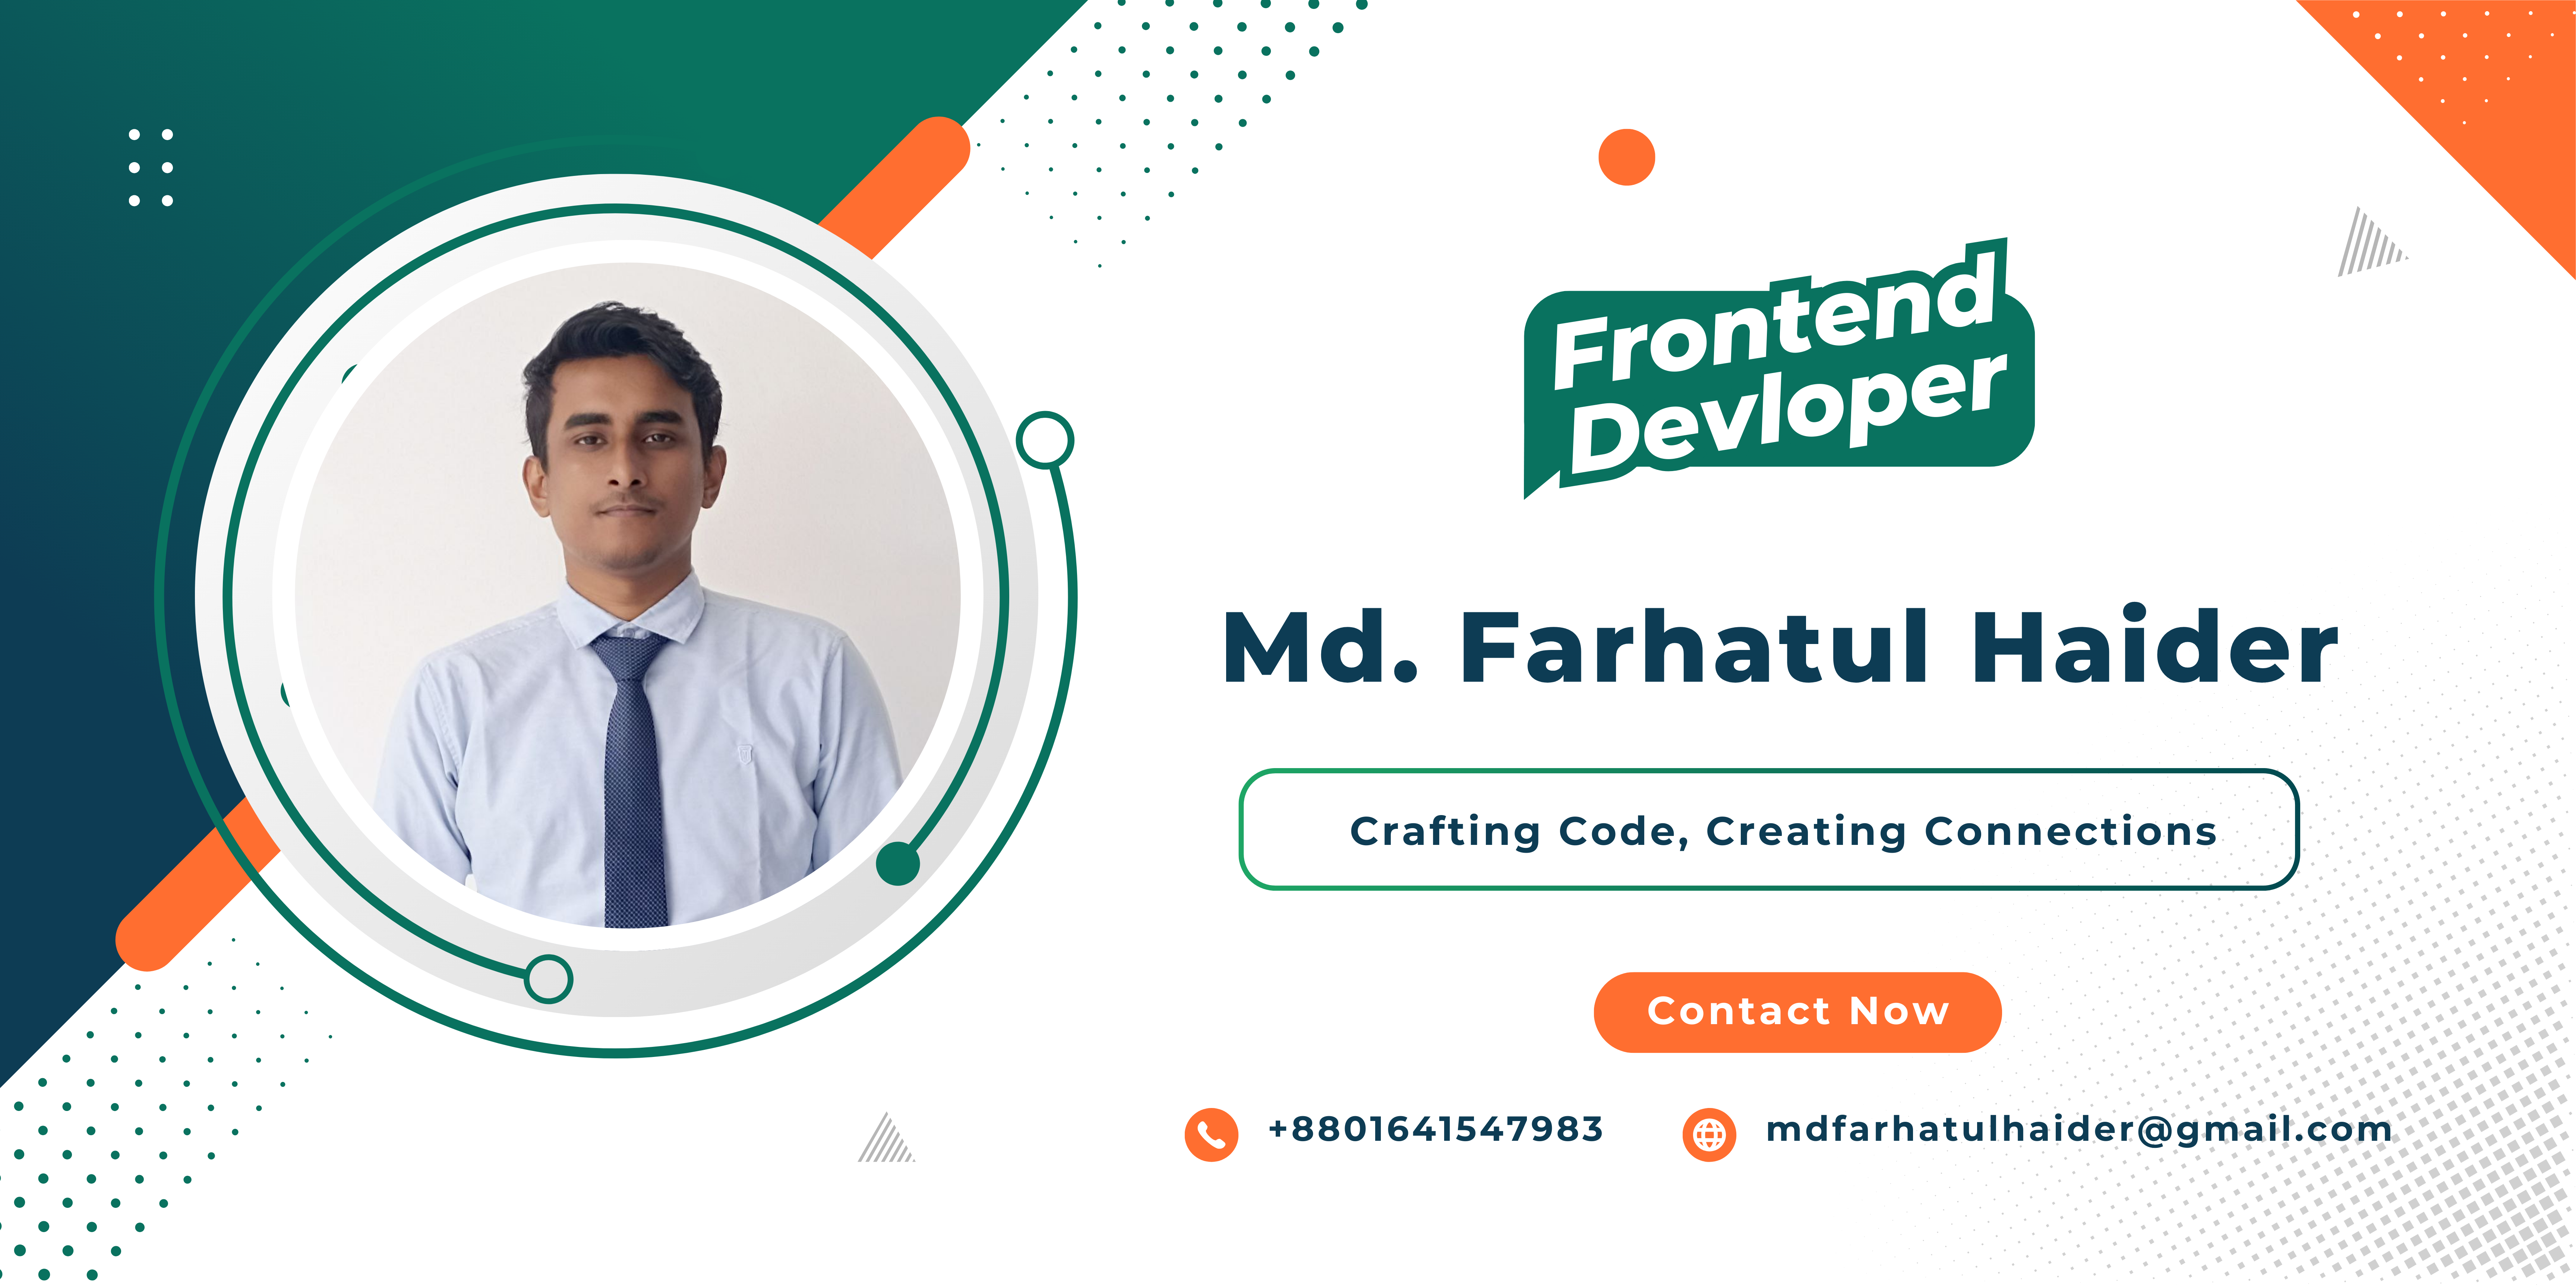 Frontend
Devloper
Md. Farhatul Haider
Crafting Code, Creating Connections
Contact Now
+8801641547983
mdfarhatulhaider@gmail.com